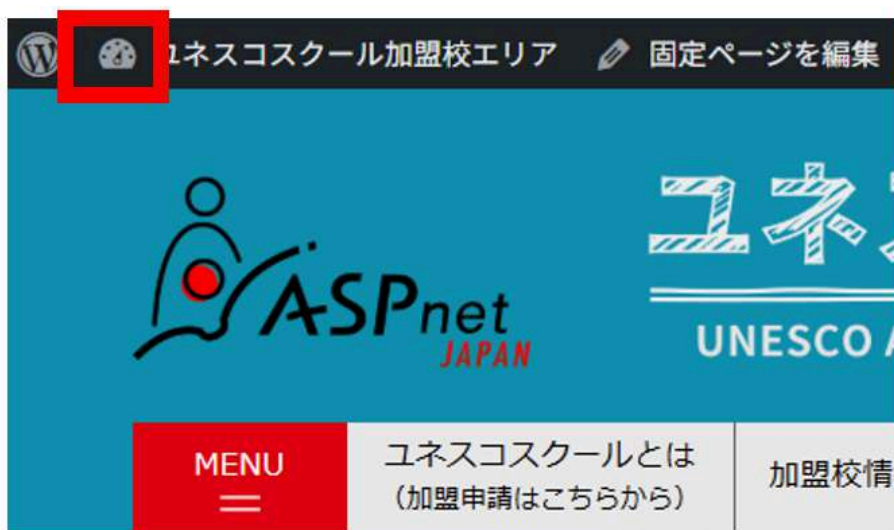 ユネスコスクール加盟校エリア 固定ページを編集
ユネ
ASPnet
JAPAN
UNESCO
MENU
ユネスコスクールとは
(加盟申請はこちらから)
加盟校情